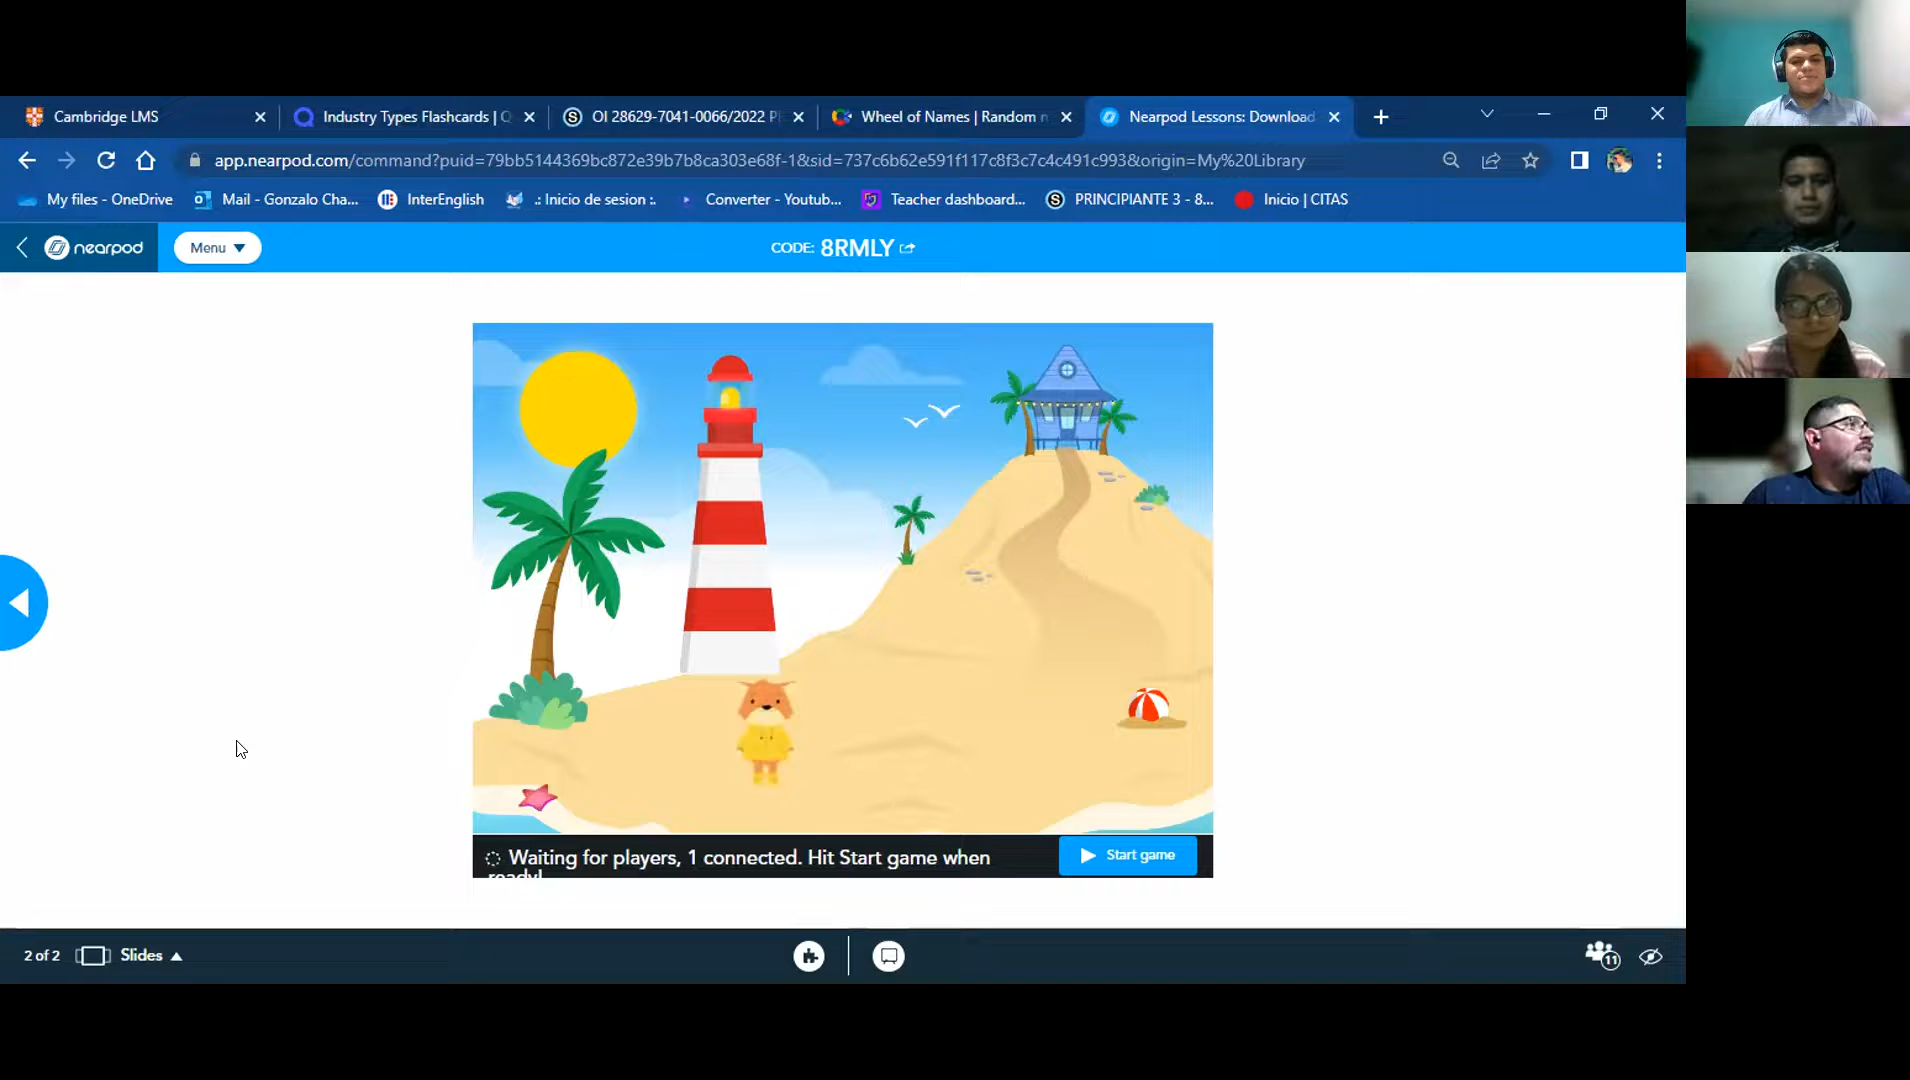 Cambridge LMS
Industry Types Flashcards | Q
OI 28629-7041-0066/2022 P
Wheel of Names | Random n
Nearpod Lessons: Download
app.nearpod.com/command?puid=79bb5144369bc872e39b7b8ca303e68f-1&sid=737c6b62e591f117c8f3c7c4c491c993&origin=My%20Library
My files - OneDrive
Mail - Gonzalo Cha...
InterEnglish
.: Inicio de sesion :.
Converter - Youtub...
Teacher dashboard...
PRINCIPIANTE 3 - 8...
Inicio | CITAS
nearpod
Menu
CODE: 8RMLY
Waiting for players, 1 connected. Hit Start game when
ready!
Start game
2 of 2
Slides
11